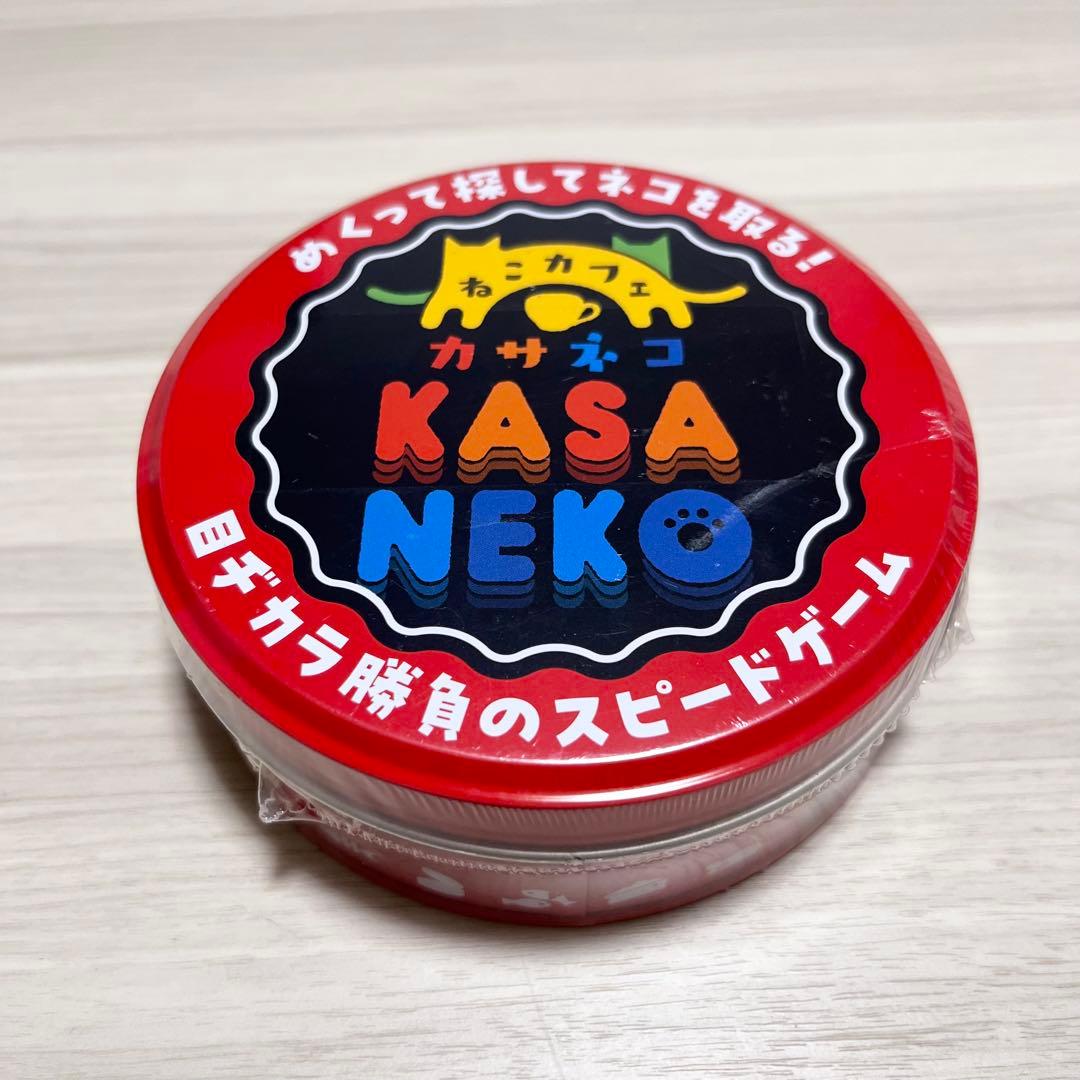 めくって探してネコを取る!
ねこカフェ
カサネコ
KASA
NEKO
目ヂカラ勝負のスピードゲーム